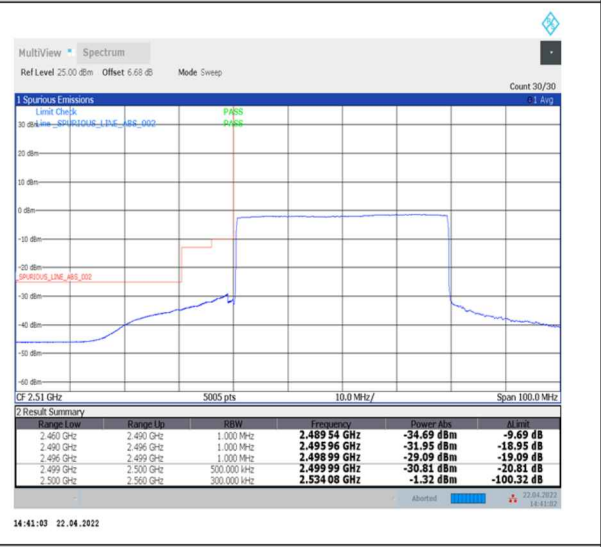 MultiView Spectrum
Ref Level 25.00 dBm Offset 6.68 dB Mode Sweep
Count 30/30
1 Spurious Emissions 1 Avg
Limit Check PASS
30 dBm Line _SPURIOUS_LINE_ABS_002 PASS
20 dBm
10 dBm
0 dBm
-10 dBm
-20 dBm
_SPURIOUS_LINE_ABS_002
-30 dBm
-40 dBm
-50 dBm
-60 dBm
CF 2.51 GHz 5005 pts 10.0 MHz/ Span 100.0 MHz
2 Result Summary
Range Low Range Up RBW Frequency Power Abs ΔLimit
2.460 GHz 2.490 GHz 1.000 MHz 2.489 54 GHz -34.69 dBm -9.69 dB
2.490 GHz 2.496 GHz 1.000 MHz 2.495 96 GHz -31.95 dBm -18.95 dB
2.496 GHz 2.499 GHz 1.000 MHz 2.498 99 GHz -29.09 dBm -19.09 dB
2.499 GHz 2.500 GHz 500.000 kHz 2.499 99 GHz -30.81 dBm -20.81 dB
2.500 GHz 2.560 GHz 300.000 kHz 2.534 08 GHz -1.32 dBm -100.32 dB
Aborted 22.04.2022
14:41:02
14:41:03 22.04.2022